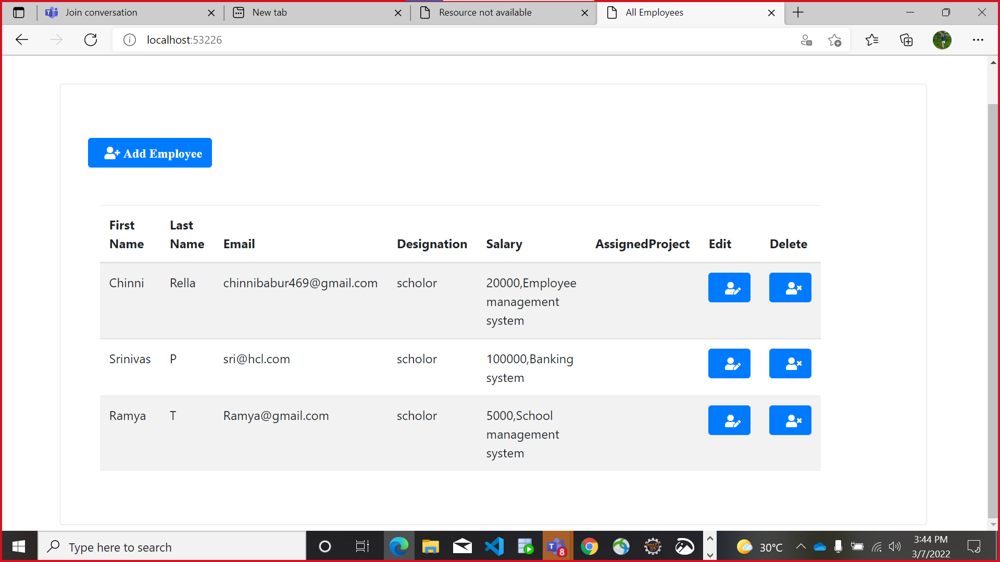 Join conversation
New tab
Resource not available
All Employees
localhost:53226
Add Employee
First Name
Last Name
Email
Designation
Salary
AssignedProject
Edit
Delete
Chinni
Rella
chinnibabur469@gmail.com
scholor
20000,Employee
management
system
Srinivas
P
sri@hcl.com
scholor
100000,Banking
system
Ramya
T
Ramya@gmail.com
scholor
5000,School
management
system
Type here to search
8
Java EE
IDE
30°C
3:44 PM
3/7/2022